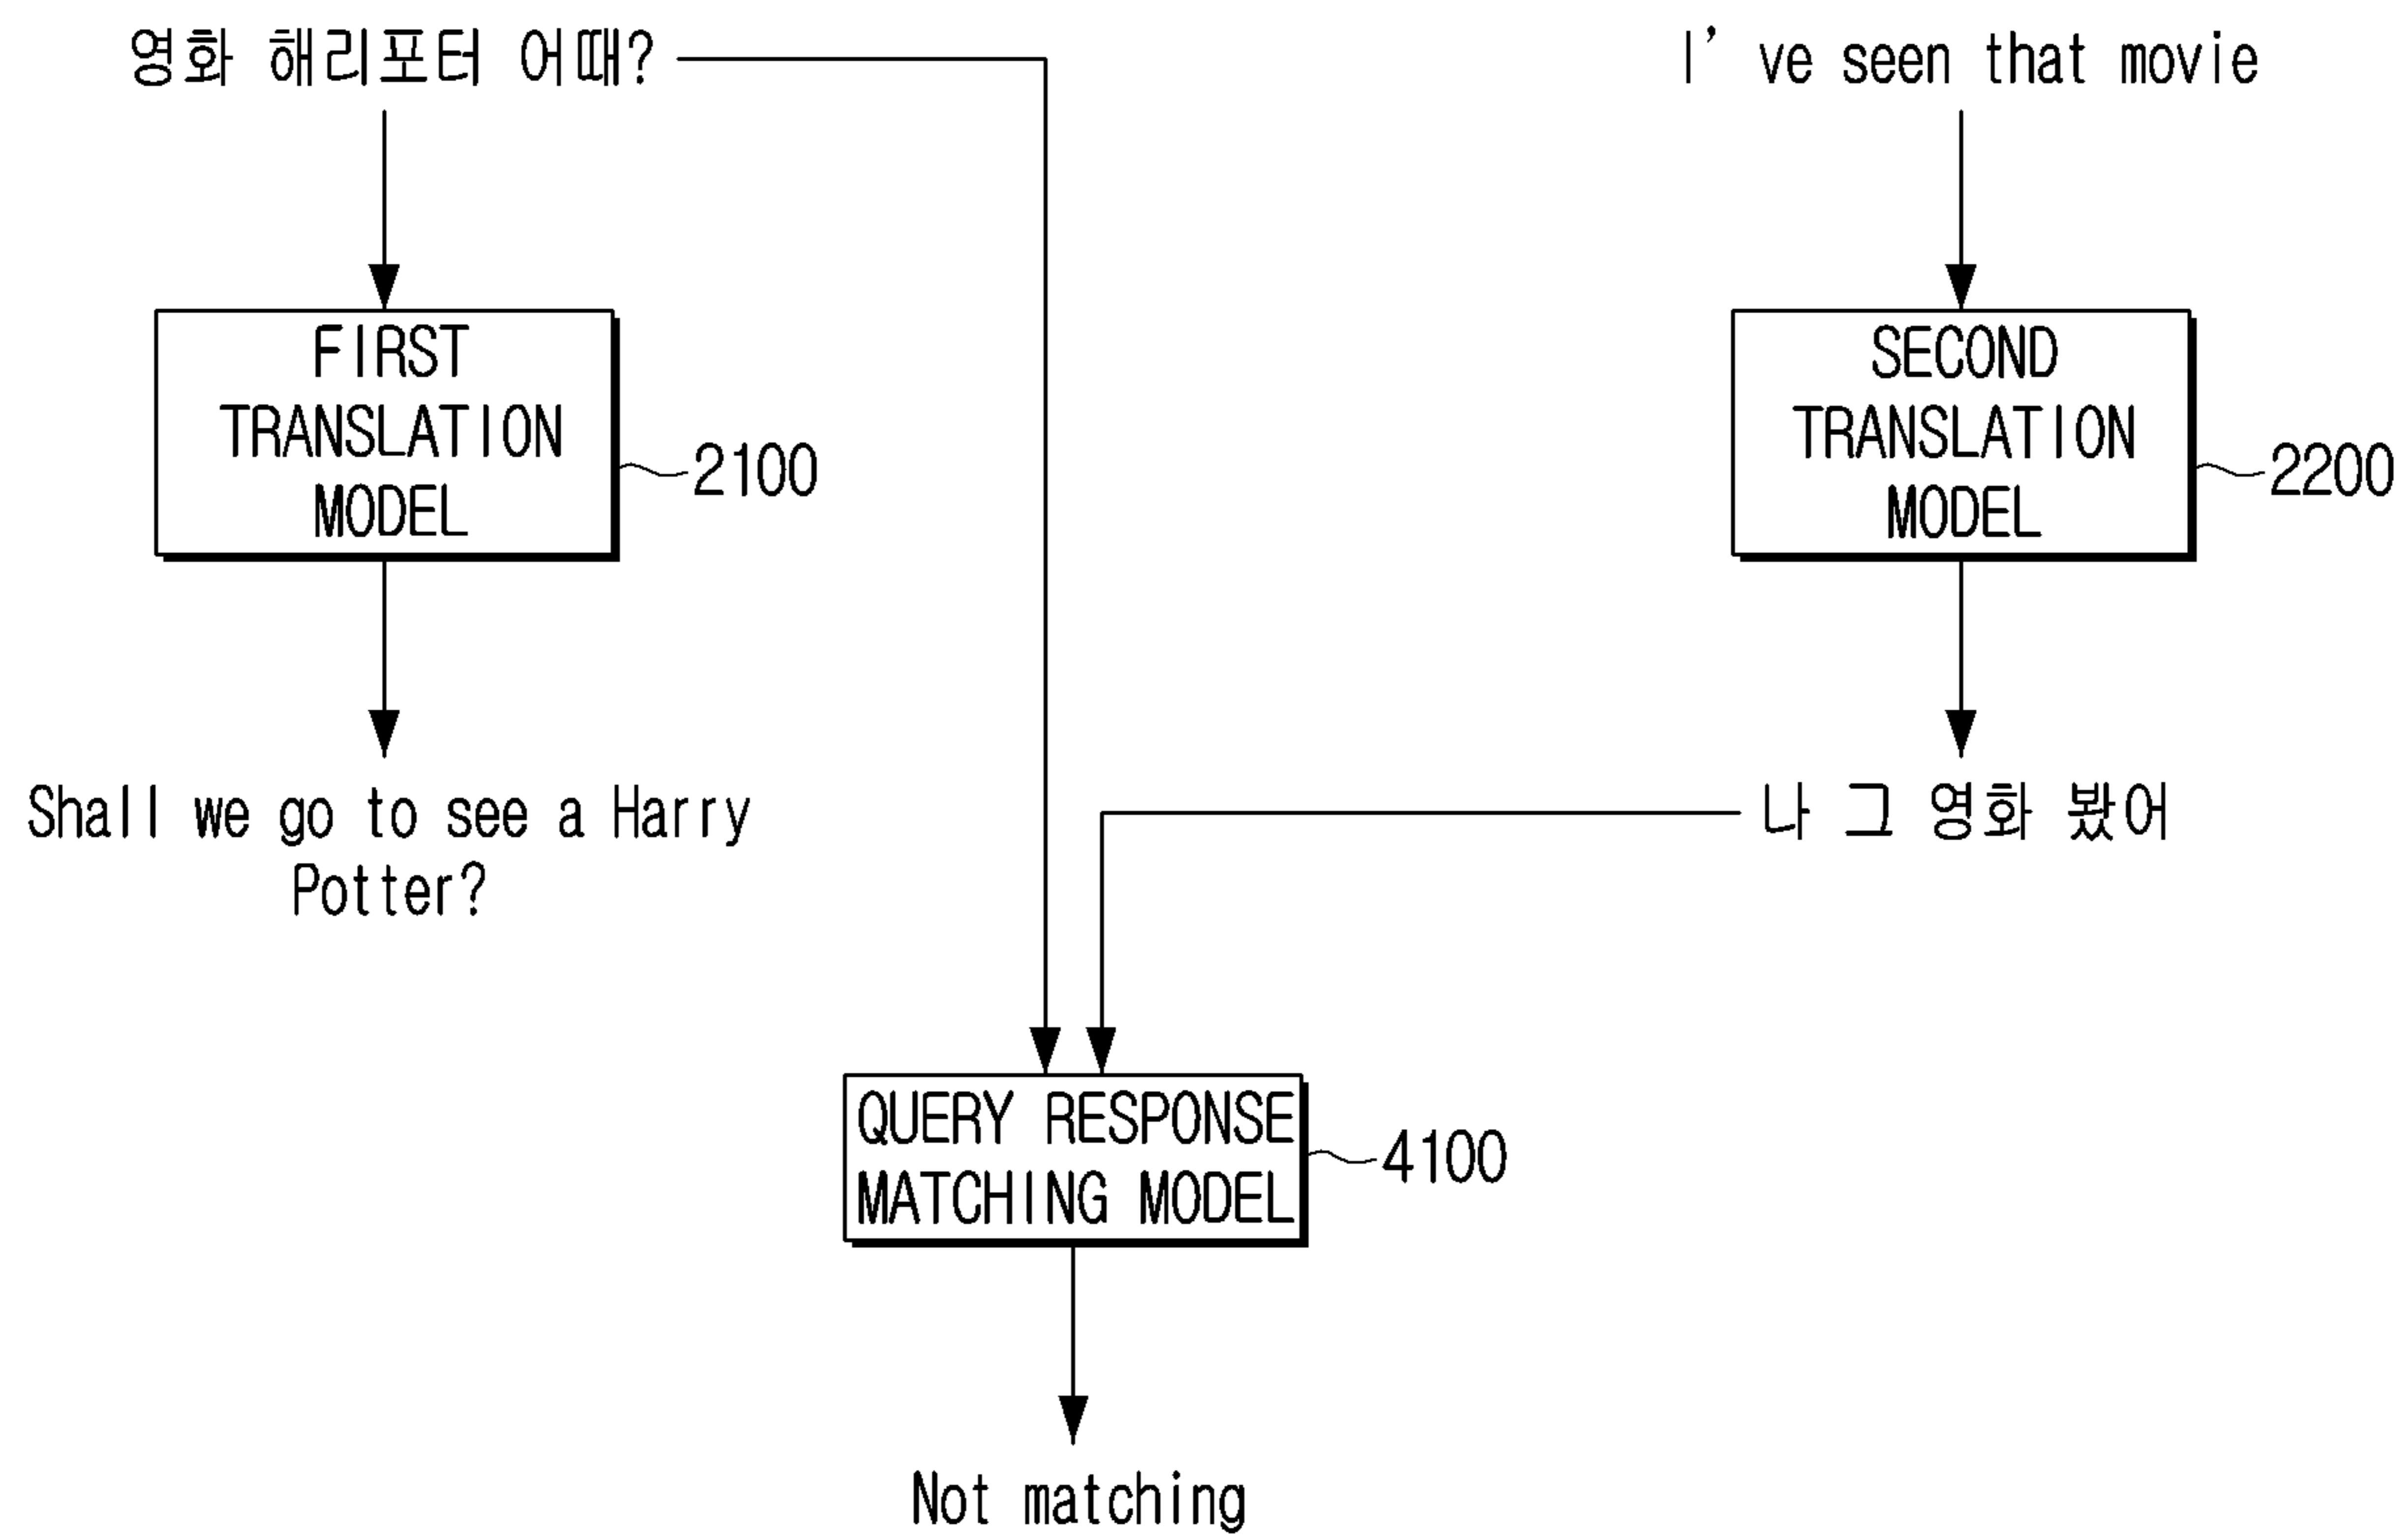 영화 해리포터 어때?
I' ve seen that movie
FIRST
TRANSLATION
MODEL
2100
SECOND
TRANSLATION
MODEL
2200
Shall we go to see a Harry
Potter?
나 그 영화 봤어
QUERY RESPONSE
MATCHING MODEL
4100
Not matching